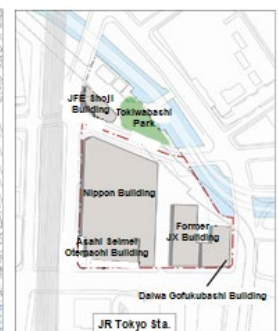 JFE Shoji
Building
Tokiwabashi
Park
Nippon Building
Asahi Seimei
Otemachi Building
Former
JX Building
Daiwa Gofukubashi Building
JR Tokyo Sta.